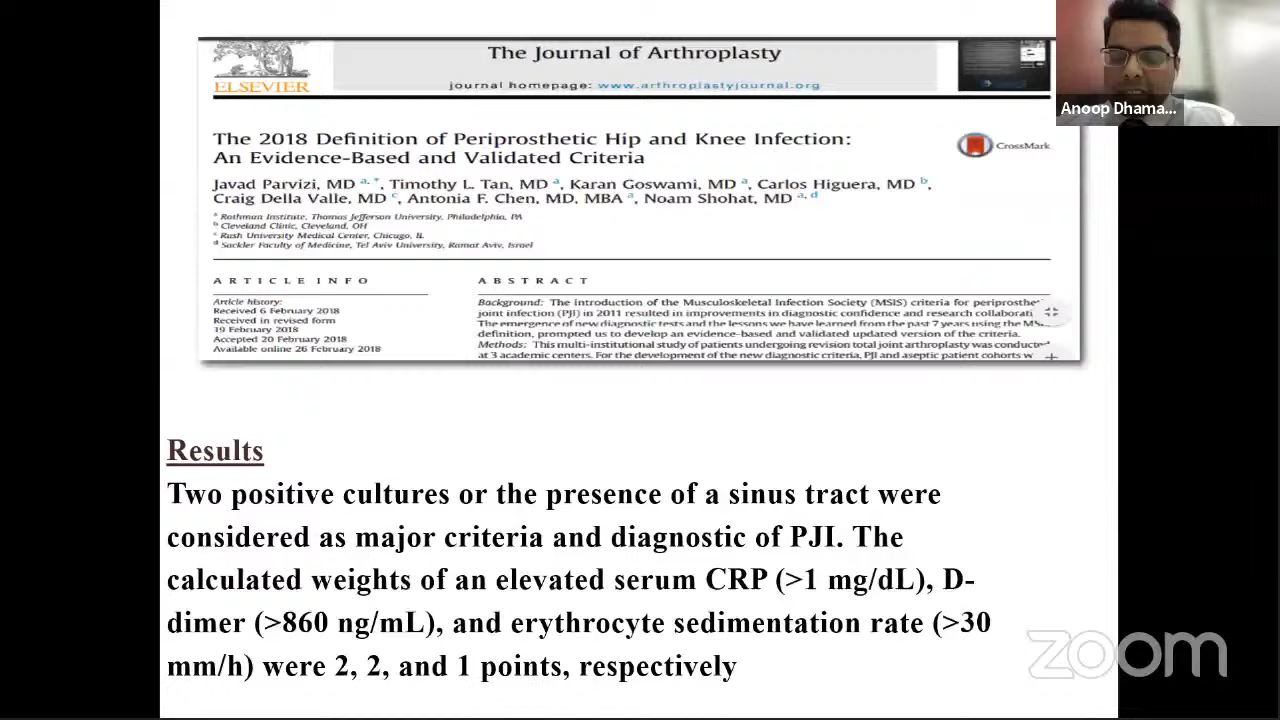 The Journal of Arthroplasty
ELSEVIER
journal homepage: www.arthroplastyjournal.org
Anoop Dhama...
The 2018 Definition of Periprosthetic Hip and Knee Infection:
An Evidence-Based and Validated Criteria
CrossMark
Javad Parvizi, MD a, *, Timothy L. Tan, MD a, Karan Goswami, MD a, Carlos Higuera, MD b,
Craig Della Valle, MD c, Antonia F. Chen, MD, MBA a, Noam Shohat, MD a, d
a Rothman Institute, Thomas Jefferson University, Philadelphia, PA
b Cleveland Clinic, Cleveland, OH
c Rush University Medical Center, Chicago, IL
d Sackler Faculty of Medicine, Tel Aviv University, Ramat Aviv, Israel
ARTICLE INFO
Article history:
Received 6 February 2018
Received in revised form
19 February 2018
Accepted 20 February 2018
Available online 26 February 2018
ABSTRACT
Background: The introduction of the Musculoskeletal Infection Society (MSIS) criteria for periprosthe
joint infection (PJI) in 2011 resulted in improvements in diagnostic confidence and research collaborati
The emergence of new diagnostic tests and the lessons we have learned from the past 7 years using the MS
definition, prompted us to develop an evidence-based and validated updated version of the criteria.
Methods: This multi-institutional study of patients undergoing revision total joint arthroplasty was conduct
at 3 academic centers. For the development of the new diagnostic criteria, PJI and aseptic patient cohorts w
Results
Two positive cultures or the presence of a sinus tract were
considered as major criteria and diagnostic of PJI. The
calculated weights of an elevated serum CRP (>1 mg/dL), D-
dimer (>860 ng/mL), and erythrocyte sedimentation rate (>30
mm/h) were 2, 2, and 1 points, respectively
zoom